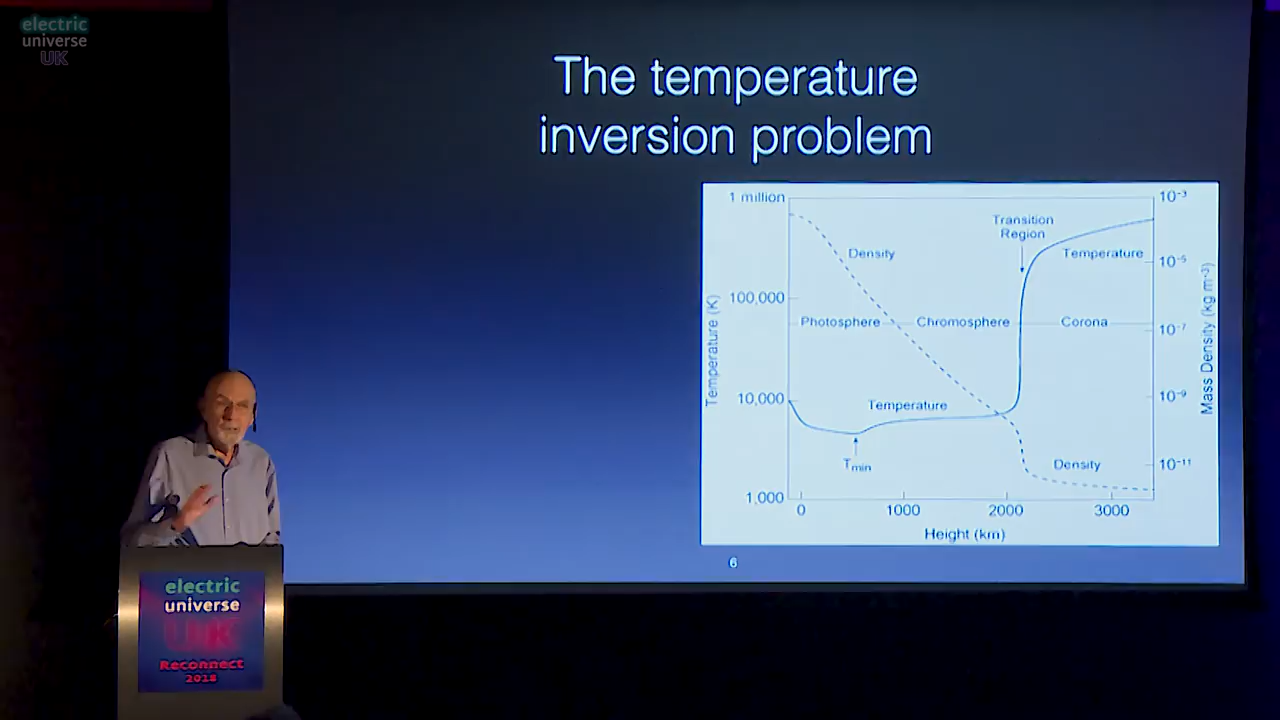 electric
universe
UK
The temperature
inversion problem
1 million
100,000
10,000
1,000
Temperature (K)
Density
Transition
Region
Temperature
Photosphere
Chromosphere
Corona
Temperature
Tmin
Density
10⁻³
10⁻⁵
10⁻⁷
10⁻⁹
10⁻¹¹
Mass Density (kg m⁻³)
0
1000
2000
3000
Height (km)
6
electric
universe
UK
Reconnect
2018